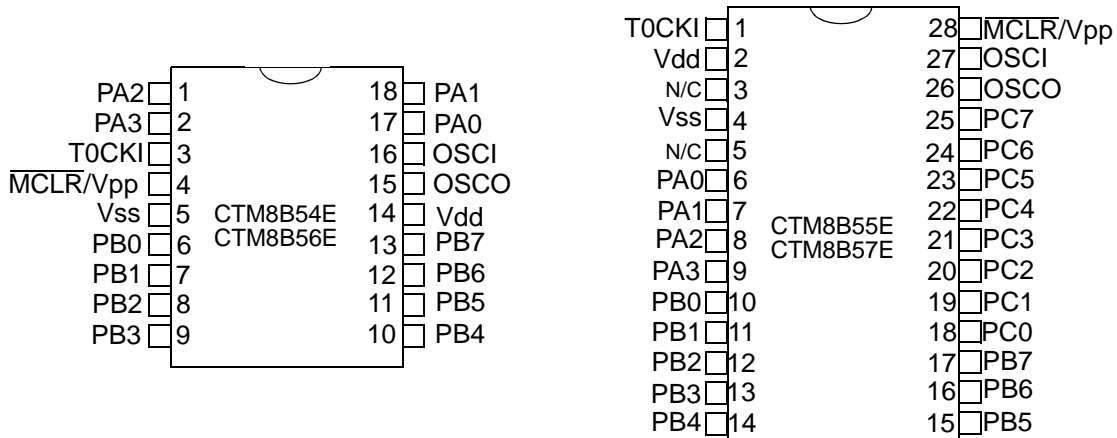 PA2 1 18 PA1
PA3 2 17 PA0
T0CKI 3 16 OSCI
MCLR/Vpp 4 15 OSCO
Vss 5 CTM8B54E 14 Vdd
PB0 6 CTM8B56E 13 PB7
PB1 7 12 PB6
PB2 8 11 PB5
PB3 9 10 PB4
T0CKI 1 28 MCLR/Vpp
Vdd 2 27 OSCI
N/C 3 26 OSCO
Vss 4 25 PC7
N/C 5 24 PC6
PA0 6 23 PC5
PA1 7 22 PC4
CTM8B55E
PA2 8 21 PC3
CTM8B57E
PA3 9 20 PC2
PB0 10 19 PC1
PB1 11 18 PC0
PB2 12 17 PB7
PB3 13 16 PB6
PB4 14 15 PB5